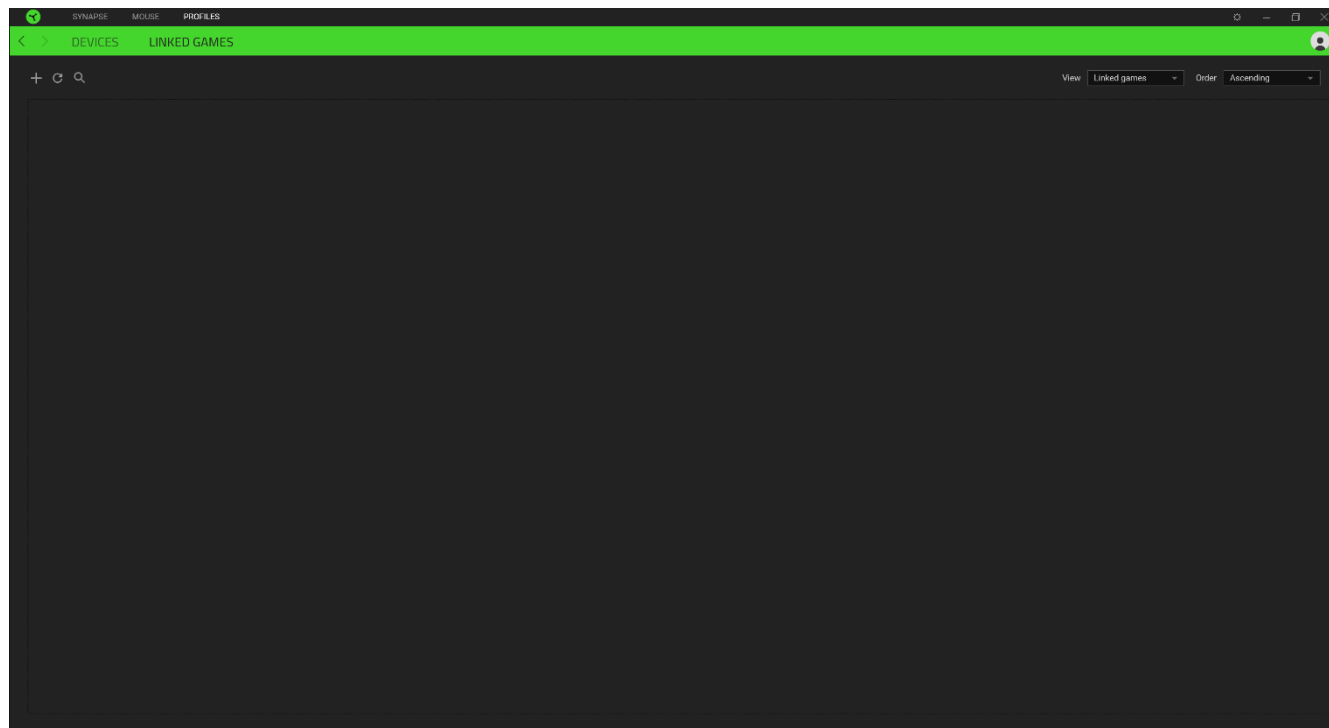 SYNAPSE MOUSE PROFILES
DEVICES LINKED GAMES
View Linked games Order Ascending